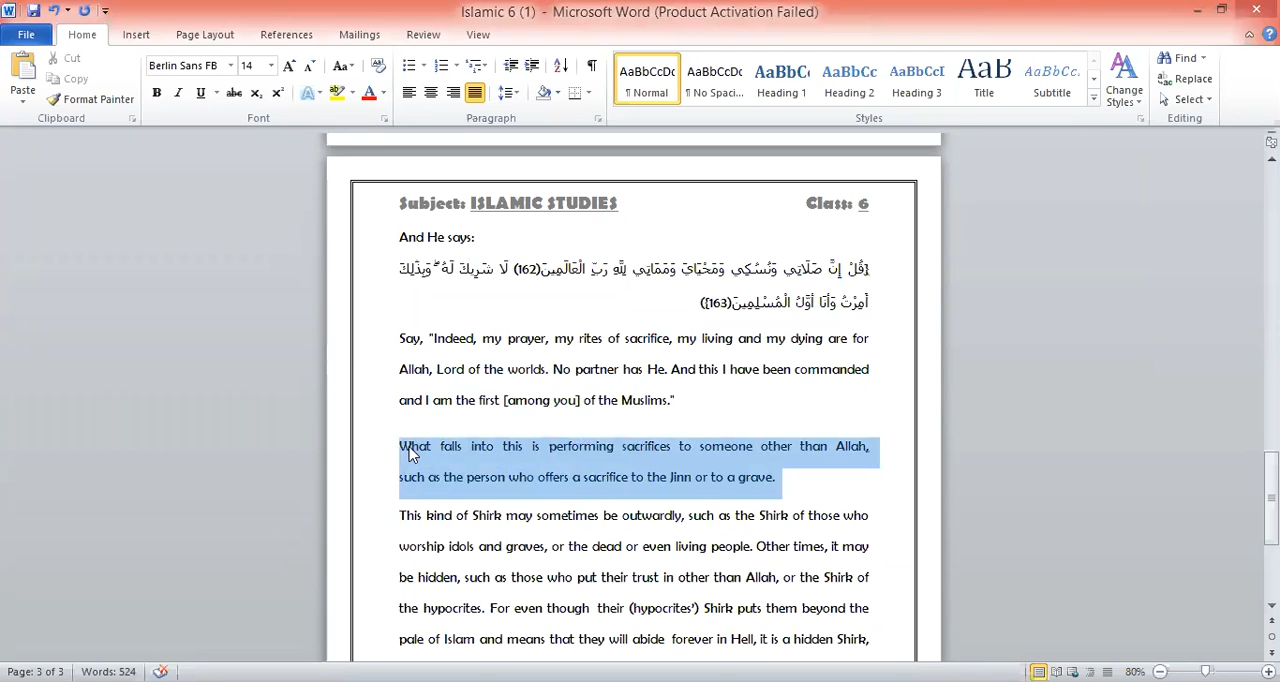 Islamic 6 (1) - Microsoft Word (Product Activation Failed)
File Home Insert Page Layout References Mailings Review View
Cut
Copy
Format Painter
Paste
Clipboard
Berlin Sans FB 14
Font
Paragraph
AaBbCcDc AaBbCcDc AaBbCc AaBbCc AaBbCcI AaB AaBbCcc
¶ Normal ¶ No Spaci... Heading 1 Heading 2 Heading 3 Title Subtitle
Change Styles
Styles
Find
Replace
Select
Editing
Subject: ISLAMIC STUDIES Class: 6
And He says:
{قُلْ إِنَّ صَلَاتِي وَنُسُكِي وَمَحْيَايَ وَمَمَاتِي لِلَّهِ رَبِّ الْعَالَمِينَ(162) لَا شَرِيكَ لَهُ ۖ وَبِذَٰلِكَ
أُمِرْتُ وَأَنَا أَوَّلُ الْمُسْلِمِينَ(163)}
Say, "Indeed, my prayer, my rites of sacrifice, my living and my dying are for
Allah, Lord of the worlds. No partner has He. And this I have been commanded
and I am the first [among you] of the Muslims."
What falls into this is performing sacrifices to someone other than Allah,
such as the person who offers a sacrifice to the Jinn or to a grave.
This kind of Shirk may sometimes be outwardly, such as the Shirk of those who
worship idols and graves, or the dead or even living people. Other times, it may
be hidden, such as those who put their trust in other than Allah, or the Shirk of
the hypocrites. For even though their (hypocrites') Shirk puts them beyond the
pale of Islam and means that they will abide forever in Hell, it is a hidden Shirk,
Page: 3 of 3 Words: 524 80%